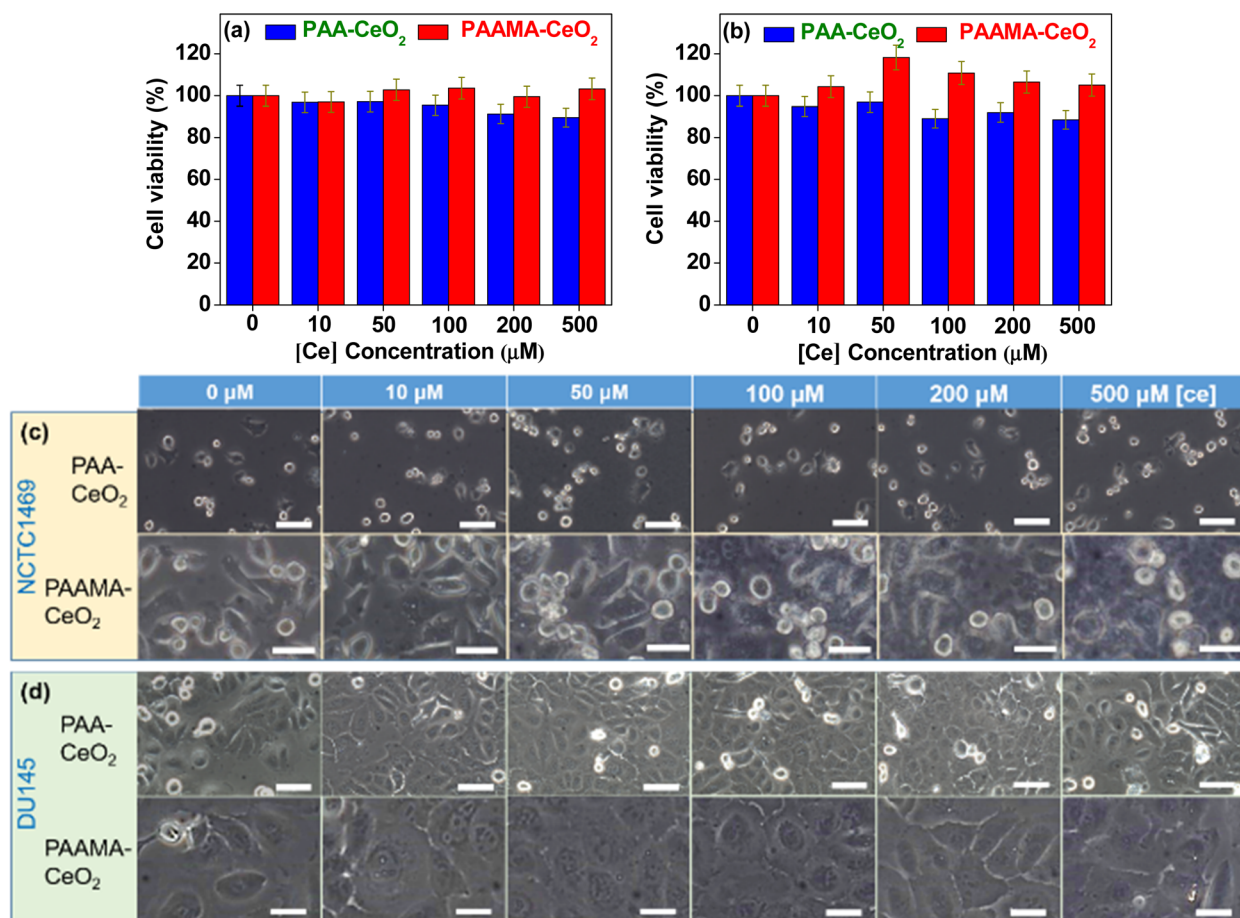 (a) PAA-CeO₂ PAAMA-CeO₂
120
100
80
60
40
20
0
Cell viability (%)
0 10 50 100 200 500
[Ce] Concentration (μM)
(b) PAA-CeO₂ PAAMA-CeO₂
120
100
80
60
40
20
0
Cell viability (%)
0 10 50 100 200 500
[Ce] Concentration (μM)
0 μM 10 μM 50 μM 100 μM 200 μM 500 μM [ce]
NCTC1469
(c)
PAA-
CeO₂
PAAMA-
CeO₂
DU145
(d)
PAA-
CeO₂
PAAMA-
CeO₂